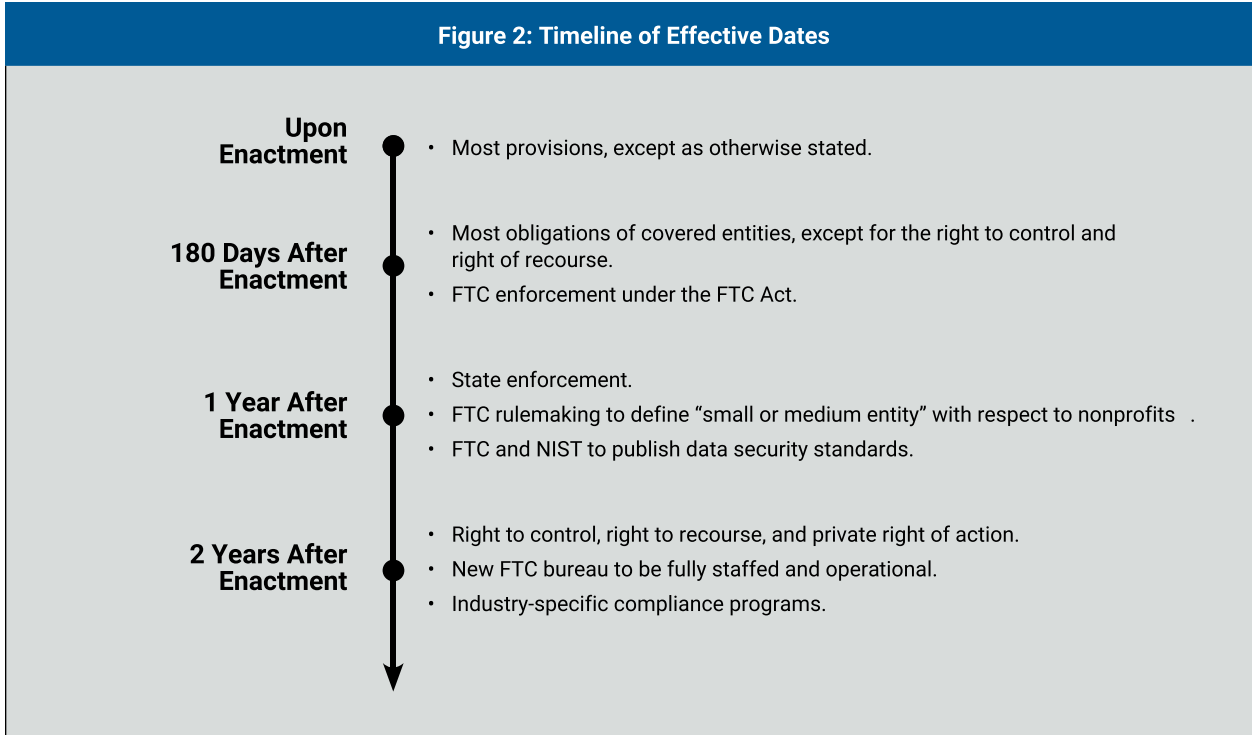 Figure 2: Timeline of Effective Dates
Upon
Enactment
• Most provisions, except as otherwise stated.
180 Days After
Enactment
• Most obligations of covered entities, except for the right to control and
right of recourse.
• FTC enforcement under the FTC Act.
1 Year After
Enactment
• State enforcement.
• FTC rulemaking to define “small or medium entity” with respect to nonprofits .
• FTC and NIST to publish data security standards.
2 Years After
Enactment
• Right to control, right to recourse, and private right of action.
• New FTC bureau to be fully staffed and operational.
• Industry-specific compliance programs.